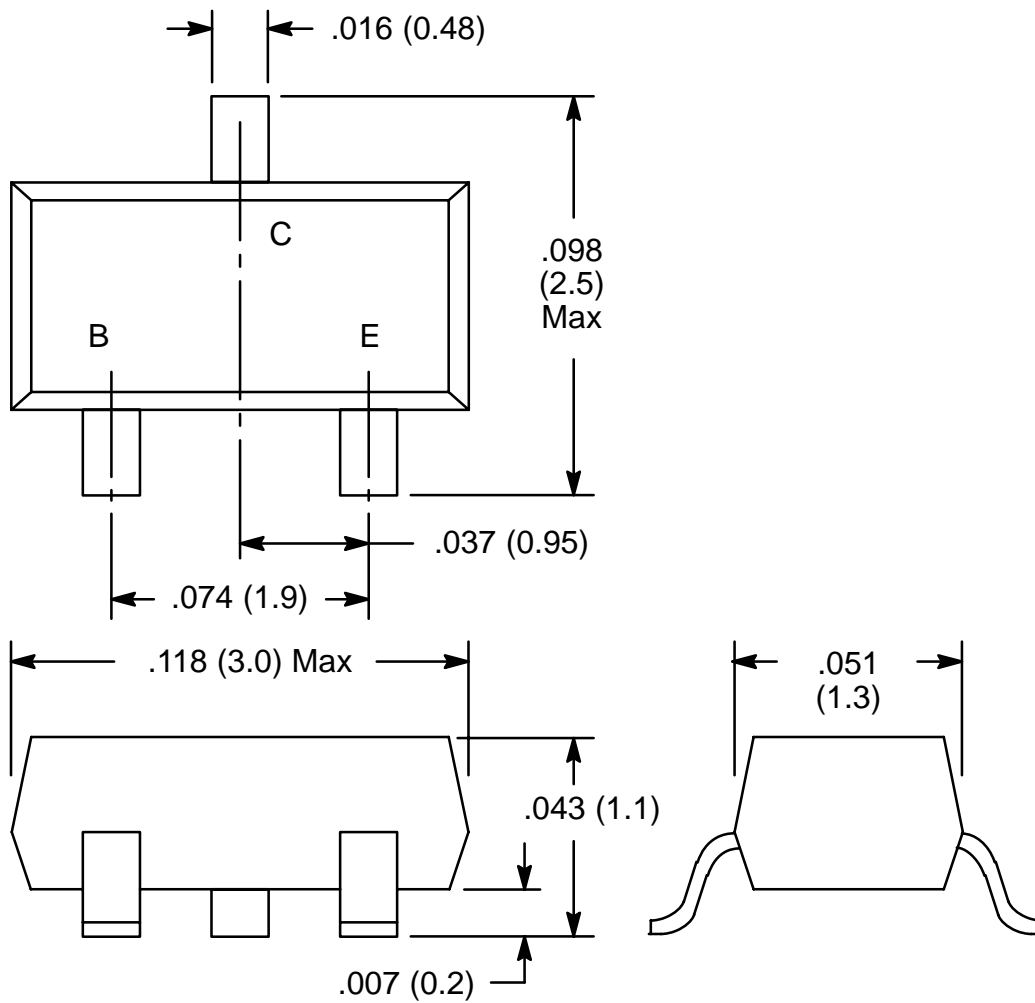 .016 (0.48)
C
.098
(2.5)
Max
B
E
.037 (0.95)
.074 (1.9)
.118 (3.0) Max
.051
(1.3)
.043 (1.1)
.007 (0.2)